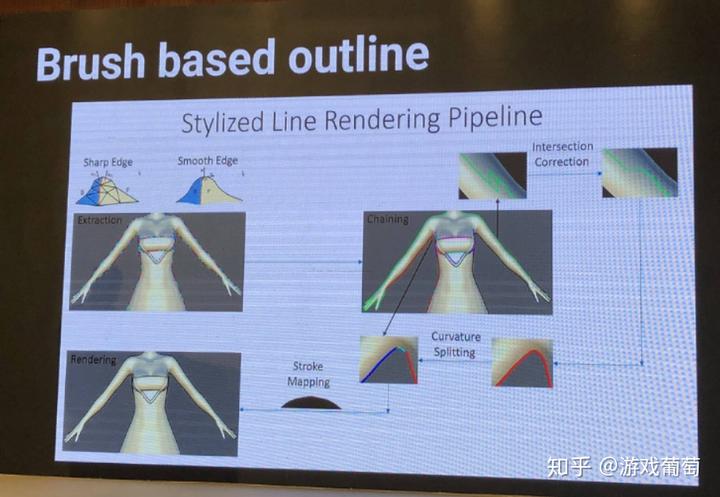 Brush based outline
Stylized Line Rendering Pipeline
Sharp Edge
Smooth Edge
Intersection
Correction
Extraction
Chaining
Curvature
Splitting
Rendering
Stroke
Mapping
知乎 @游戏葡萄